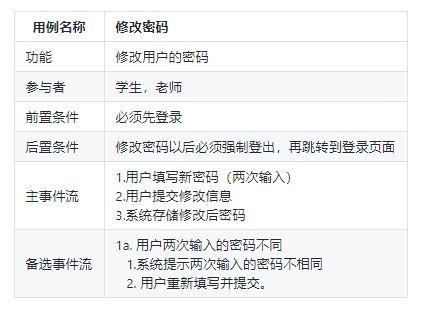 用例名称 修改密码
功能 修改用户的密码
参与者 学生，老师
前置条件 必须先登录
后置条件 修改密码以后必须强制登出，再跳转到登录页面
主事件流 1.用户填写新密码（两次输入）
2.用户提交修改信息
3.系统存储修改后密码
备选事件流 1a. 用户两次输入的密码不同
1.系统提示两次输入的密码不相同
2. 用户重新填写并提交。